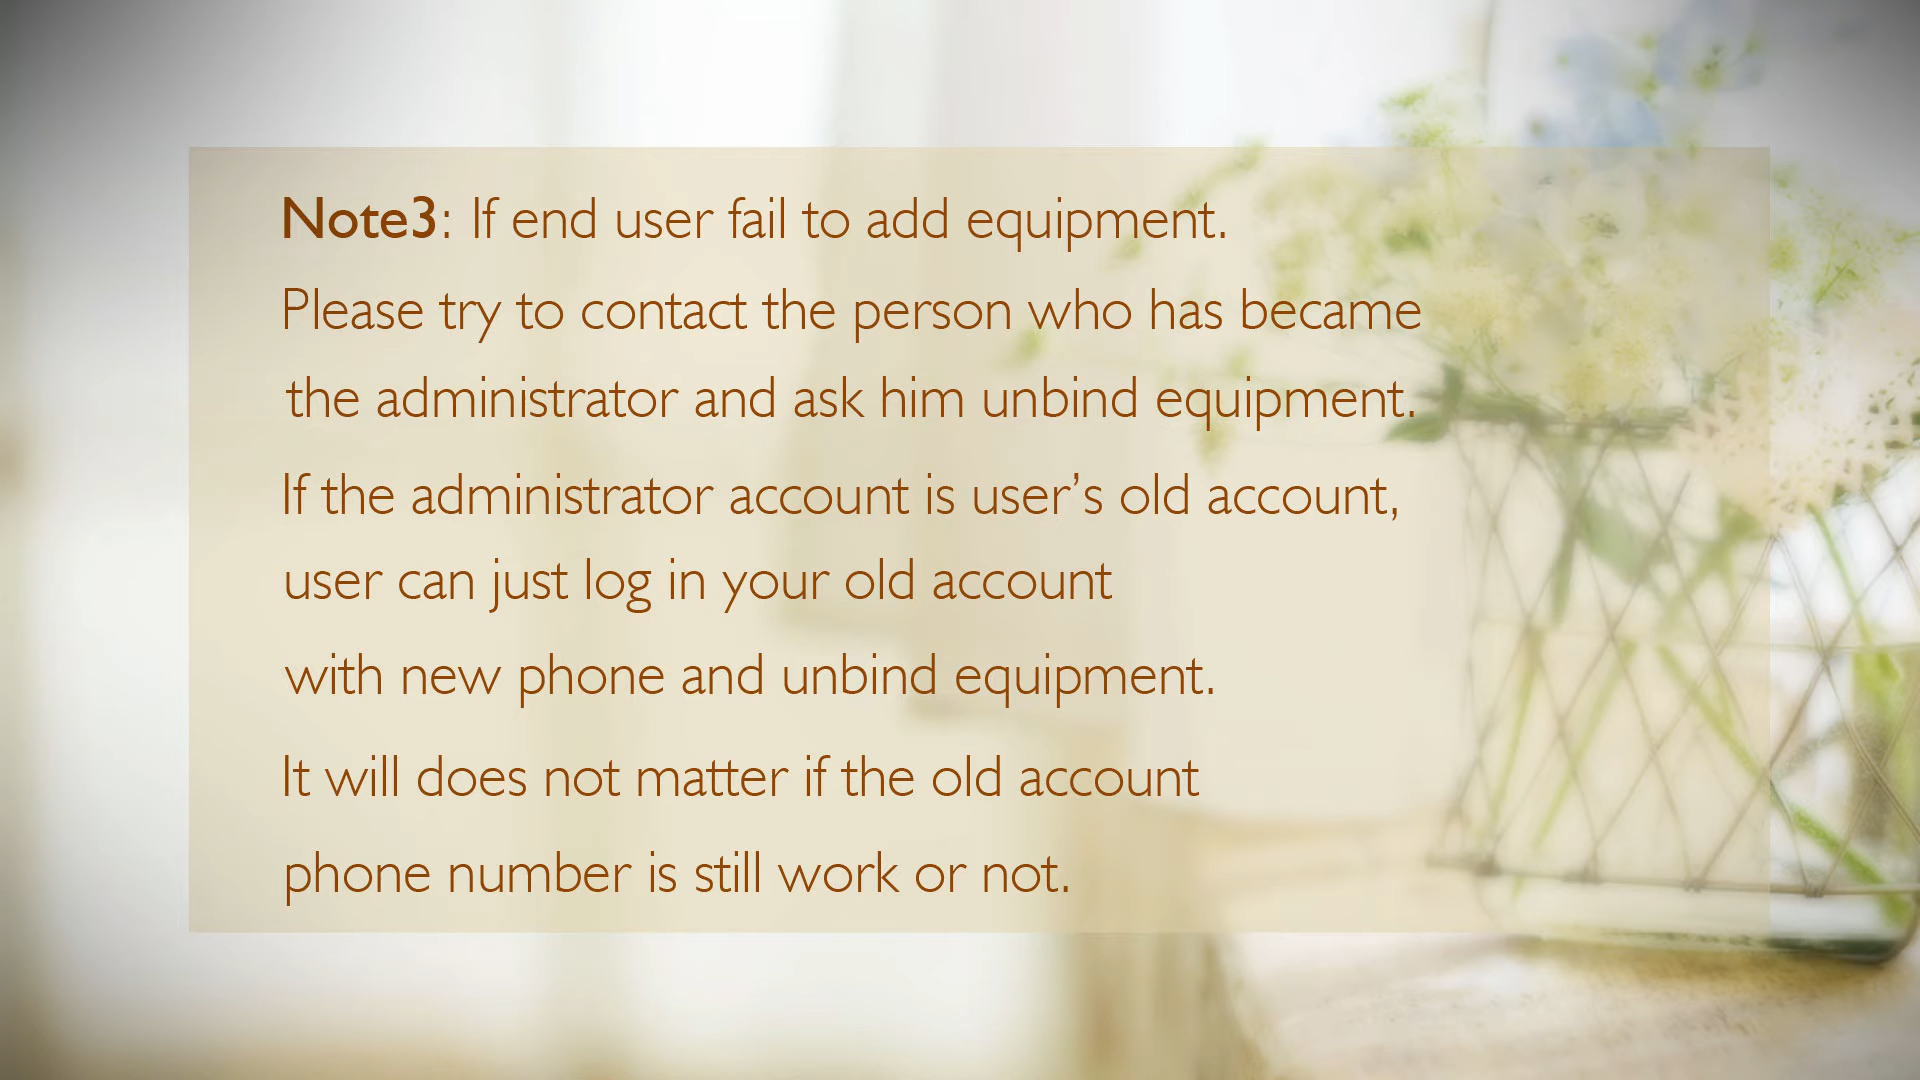 Note3: If end user fail to add equipment.
Please try to contact the person who has became
the administrator and ask him unbind equipment.
If the administrator account is user’s old account,
user can just log in your old account
with new phone and unbind equipment.
It will does not matter if the old account
phone number is still work or not.